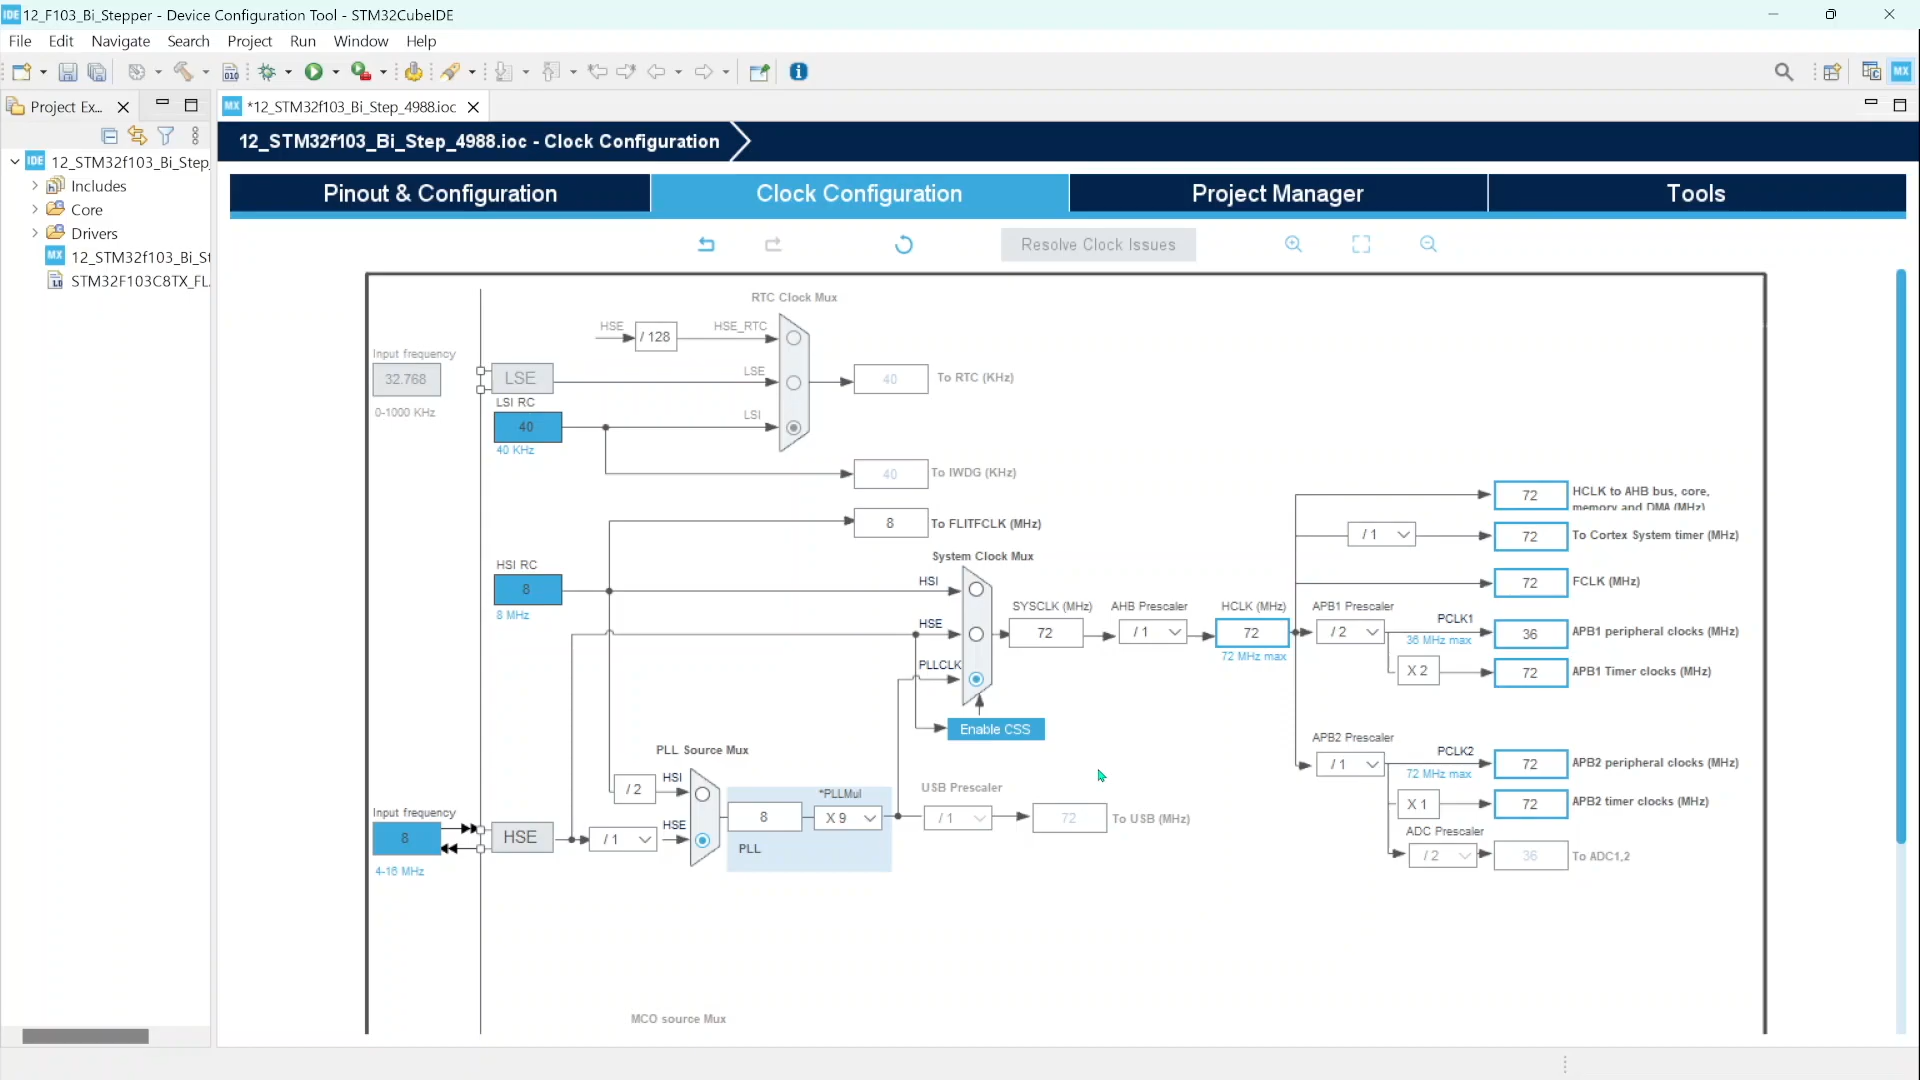 IDE 12_F103_Bi_Stepper - Device Configuration Tool - STM32CubeIDE
File Edit Navigate Search Project Run Window Help
010
MX
Project Ex...
MX *12_STM32f103_Bi_Step_4988.ioc
12_STM32f103_Bi_Step_4988.ioc - Clock Configuration
IDE 12_STM32f103_Bi_Step
Includes
Core
Drivers
MX 12_STM32f103_Bi_St
STM32F103C8TX_FL
Pinout & Configuration
Clock Configuration
Project Manager
Tools
Resolve Clock Issues
RTC Clock Mux
HSE
/ 128
HSE_RTC
Input frequency
32.768
0-1000 KHz
LSE
LSE
40
To RTC (KHz)
LSI RC
40
40 KHz
LSI
40
To IWDG (KHz)
8
To FLITFCLK (MHz)
System Clock Mux
HSI RC
8
8 MHz
HSI
HSE
PLLCLK
SYSCLK (MHz)
72
AHB Prescaler
/ 1
HCLK (MHz)
72
72 MHz max
72
HCLK to AHB bus, core,
memory and DMA (MHz)
/ 1
72
To Cortex System timer (MHz)
72
FCLK (MHz)
APB1 Prescaler
/ 2
PCLK1
36 MHz max
36
APB1 peripheral clocks (MHz)
X 2
72
APB1 Timer clocks (MHz)
Enable CSS
APB2 Prescaler
/ 1
PCLK2
72 MHz max
72
APB2 peripheral clocks (MHz)
X 1
72
APB2 timer clocks (MHz)
ADC Prescaler
/ 2
36
To ADC1,2
PLL Source Mux
/ 2
HSI
*PLLMul
8
X 9
PLL
USB Prescaler
/ 1
72
To USB (MHz)
Input frequency
8
4-16 MHz
HSE
/ 1
HSE
MCO source Mux